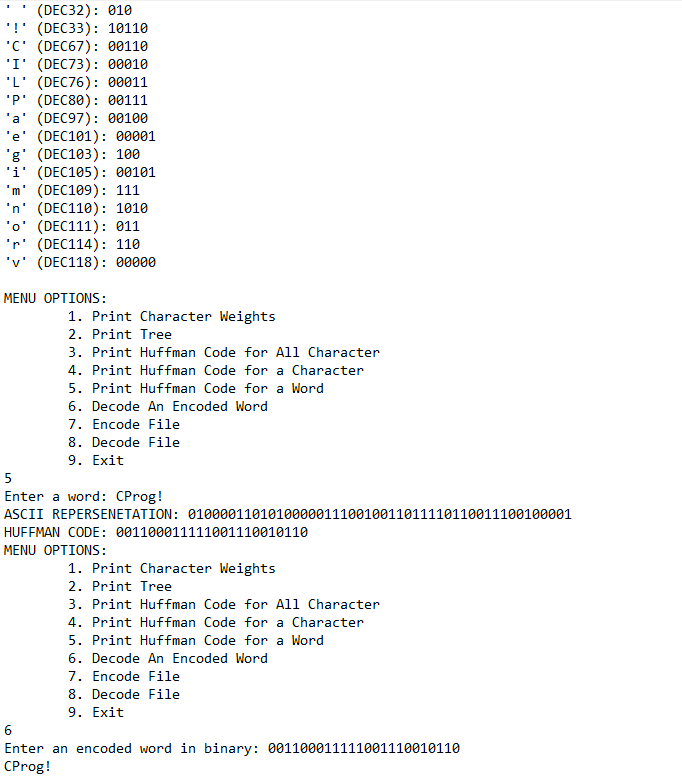 ' ' (DEC32): 010
'!' (DEC33): 10110
'C' (DEC67): 00110
'I' (DEC73): 00010
'L' (DEC76): 00011
'P' (DEC80): 00111
'a' (DEC97): 00100
'e' (DEC101): 00001
'g' (DEC103): 100
'i' (DEC105): 00101
'm' (DEC109): 111
'n' (DEC110): 1010
'o' (DEC111): 011
'r' (DEC114): 110
'v' (DEC118): 00000
MENU OPTIONS:
1. Print Character Weights
2. Print Tree
3. Print Huffman Code for All Character
4. Print Huffman Code for a Character
5. Print Huffman Code for a Word
6. Decode An Encoded Word
7. Encode File
8. Decode File
9. Exit
5
Enter a word: CProg!
ASCII REPERSENETATION: 010000110101000001110010011011110110011100100001
HUFFMAN CODE: 001100011111001110010110
MENU OPTIONS:
1. Print Character Weights
2. Print Tree
3. Print Huffman Code for All Character
4. Print Huffman Code for a Character
5. Print Huffman Code for a Word
6. Decode An Encoded Word
7. Encode File
8. Decode File
9. Exit
6
Enter an encoded word in binary: 001100011111001110010110
CProg!